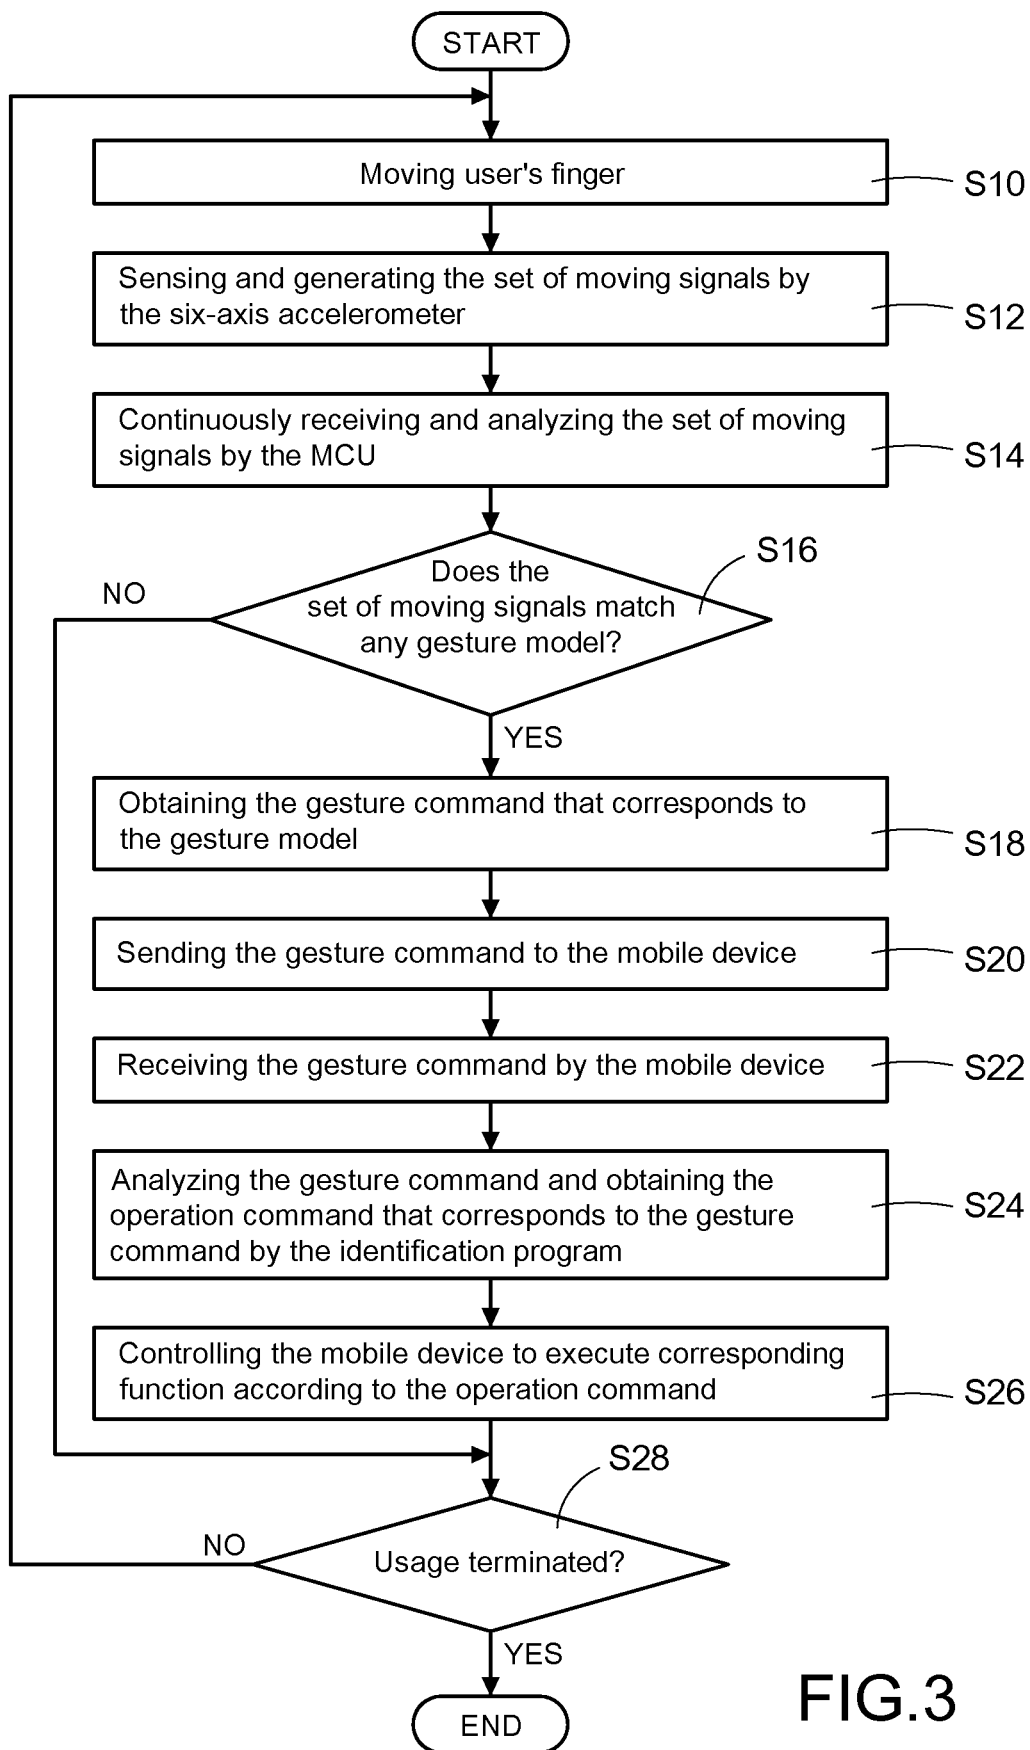 START
Moving user's finger
S10
Sensing and generating the set of moving signals by
the six-axis accelerometer
S12
Continuously receiving and analyzing the set of moving
signals by the MCU
S14
S16
Does the
set of moving signals match
any gesture model?
NO
YES
Obtaining the gesture command that corresponds to
the gesture model
S18
Sending the gesture command to the mobile device
S20
Receiving the gesture command by the mobile device
S22
Analyzing the gesture command and obtaining the
operation command that corresponds to the gesture
command by the identification program
S24
Controlling the mobile device to execute corresponding
function according to the operation command
S26
S28
NO
Usage terminated?
YES
END
FIG.3